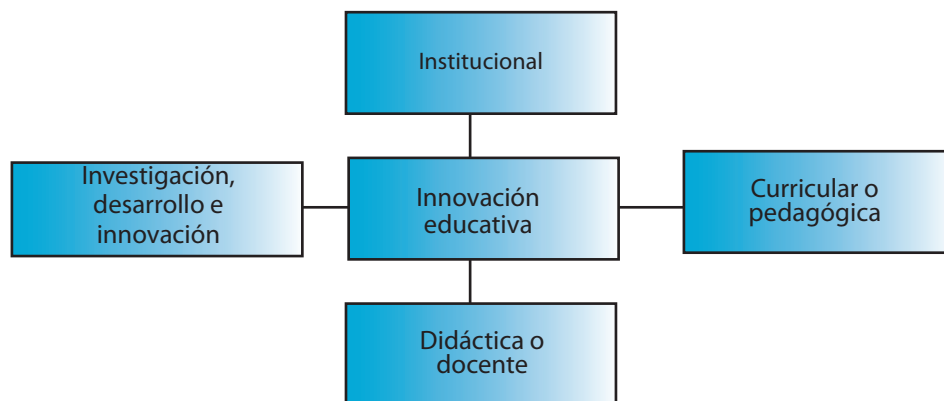 Institucional
Investigación,
desarrollo e
innovación
Innovación
educativa
Curricular o
pedagógica
Didáctica o
docente